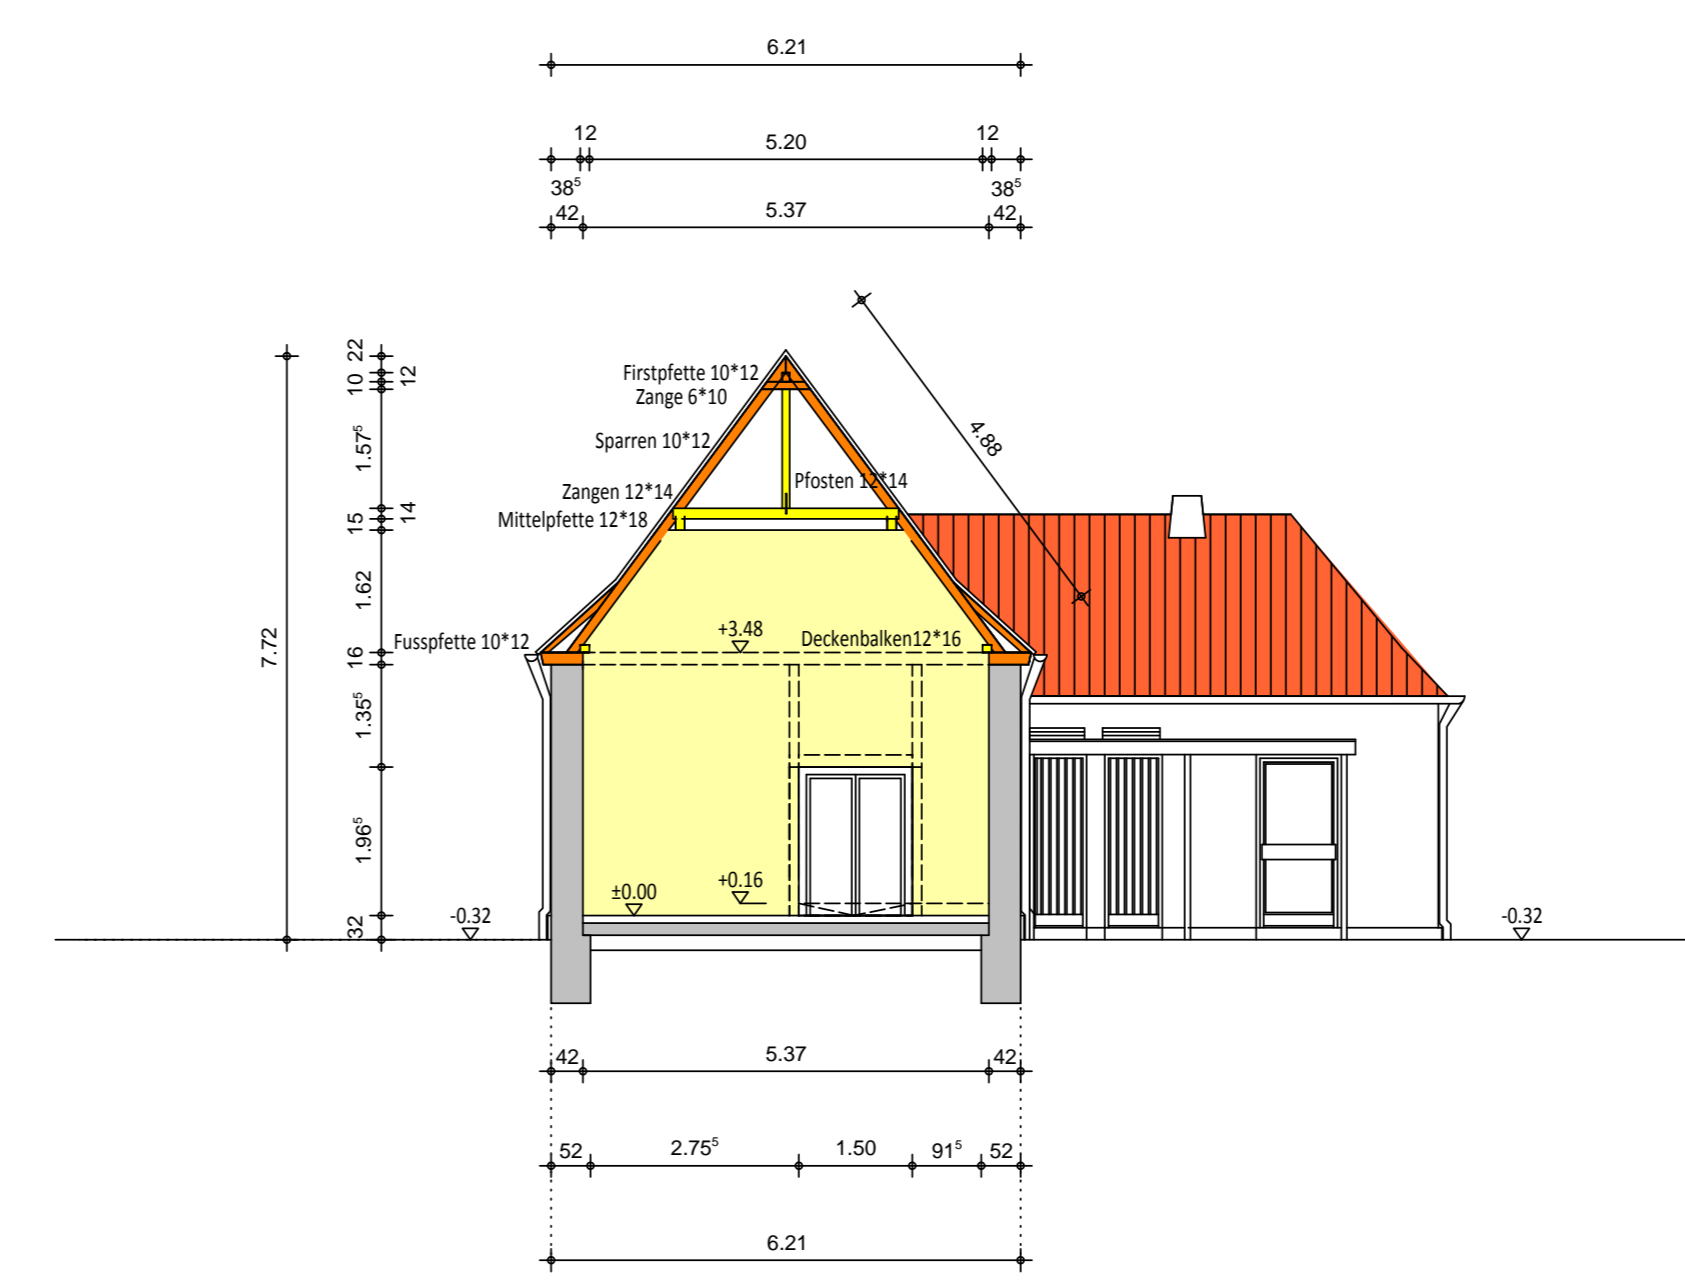 6.21
12 5.20 12
38⁵ 38⁵
42 5.37 42
22
10 12
1.57⁵
14
15
1.62
16
1.35⁵
1.96⁵
32
7.72
4.88
Firstpfette 10*12
Zange 6*10
Sparren 10*12
Pfosten 12*14
Zangen 12*14
Mittelpfette 12*18
+3.48
Fusspfette 10*12
Deckenbalken12*16
±0.00
+0.16
-0.32
-0.32
42 5.37 42
52 2.75⁵ 1.50 91⁵ 52
6.21